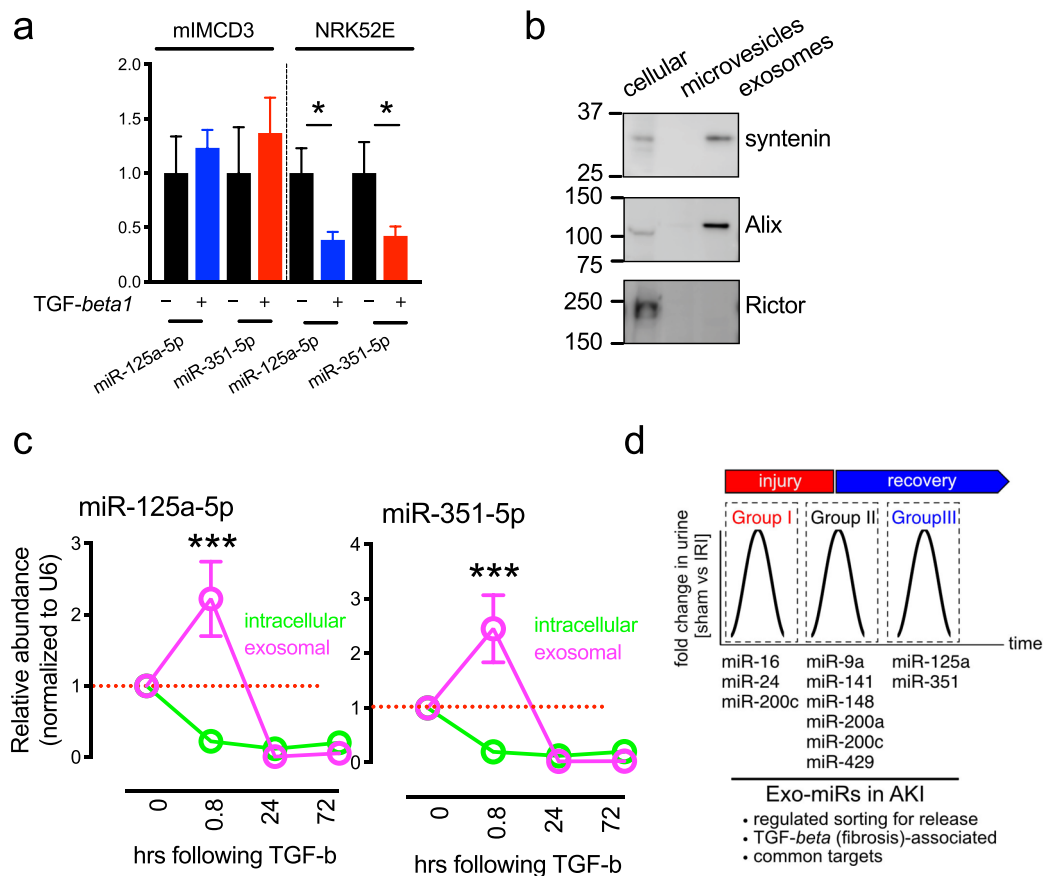 a
mIMCD3 NRK52E
2.0
1.5
1.0
0.5
0.0
* *
TGF-beta1 – + – + – + – +
miR-125a-5p miR-351-5p miR-125a-5p miR-351-5p
b
cellular microvesicles exosomes
37
25
syntenin
150
100
75
Alix
250
150
Rictor
c
miR-125a-5p
Relative abundance
(normalized to U6)
3
2
1
0
***
intracellular
exosomal
0 0.8 24 72
hrs following TGF-b
miR-351-5p
4
3
2
1
0
***
intracellular
exosomal
0 0.8 24 72
hrs following TGF-b
d
injury recovery
Group I Group II GroupIII
fold change in urine
[sham vs IRI]
time
miR-16 miR-9a miR-125a
miR-24 miR-141 miR-351
miR-200c miR-148
miR-200a
miR-200c
miR-429
Exo-miRs in AKI
• regulated sorting for release
• TGF-beta (fibrosis)-associated
• common targets